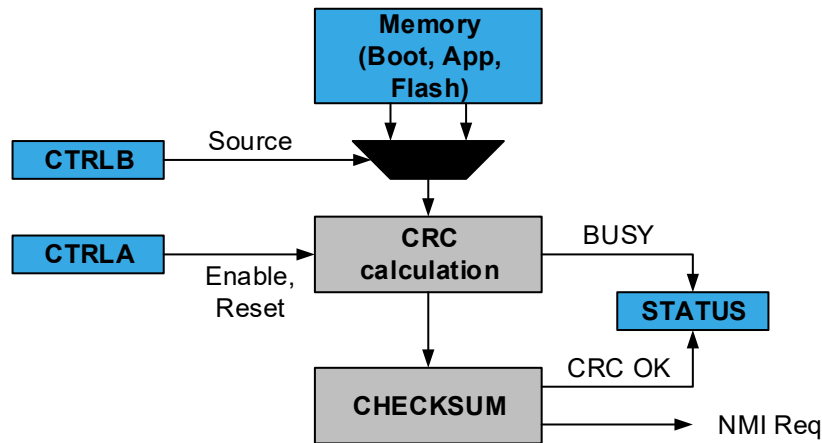 Memory
(Boot, App,
Flash)
CTRLB
Source
CTRLA
Enable,
Reset
CRC
calculation
BUSY
STATUS
CHECKSUM
CRC OK
NMI Req